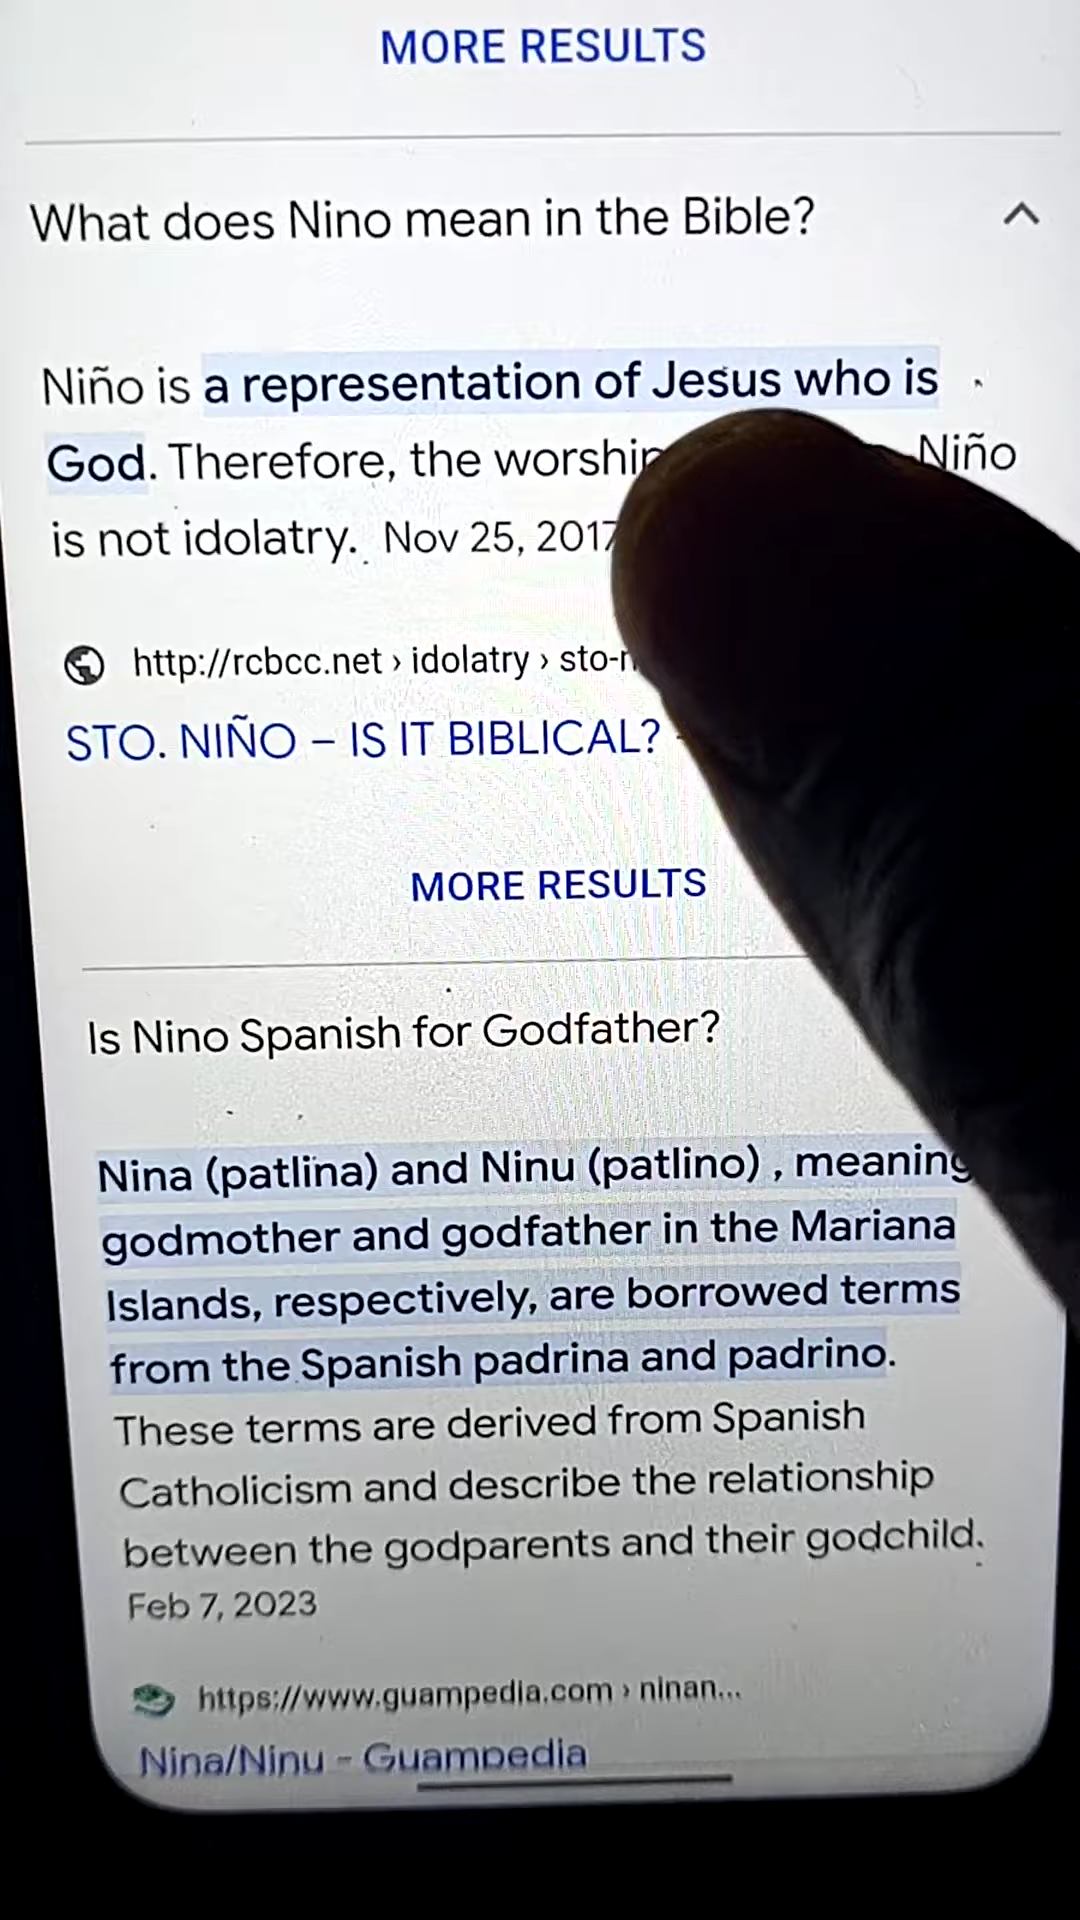 MORE RESULTS
What does Nino mean in the Bible?
Niño is a representation of Jesus who is
God. Therefore, the worship Niño
is not idolatry. Nov 25, 2017
http://rcbcc.net › idolatry › sto-
STO. NIÑO – IS IT BIBLICAL?
MORE RESULTS
Is Nino Spanish for Godfather?
Nina (patlina) and Ninu (patlino) , meaning
godmother and godfather in the Mariana
Islands, respectively, are borrowed terms
from the Spanish padrina and padrino.
These terms are derived from Spanish
Catholicism and describe the relationship
between the godparents and their godchild.
Feb 7, 2023
https://www.guampedia.com › ninan...
Nina/Ninu - Guampedia